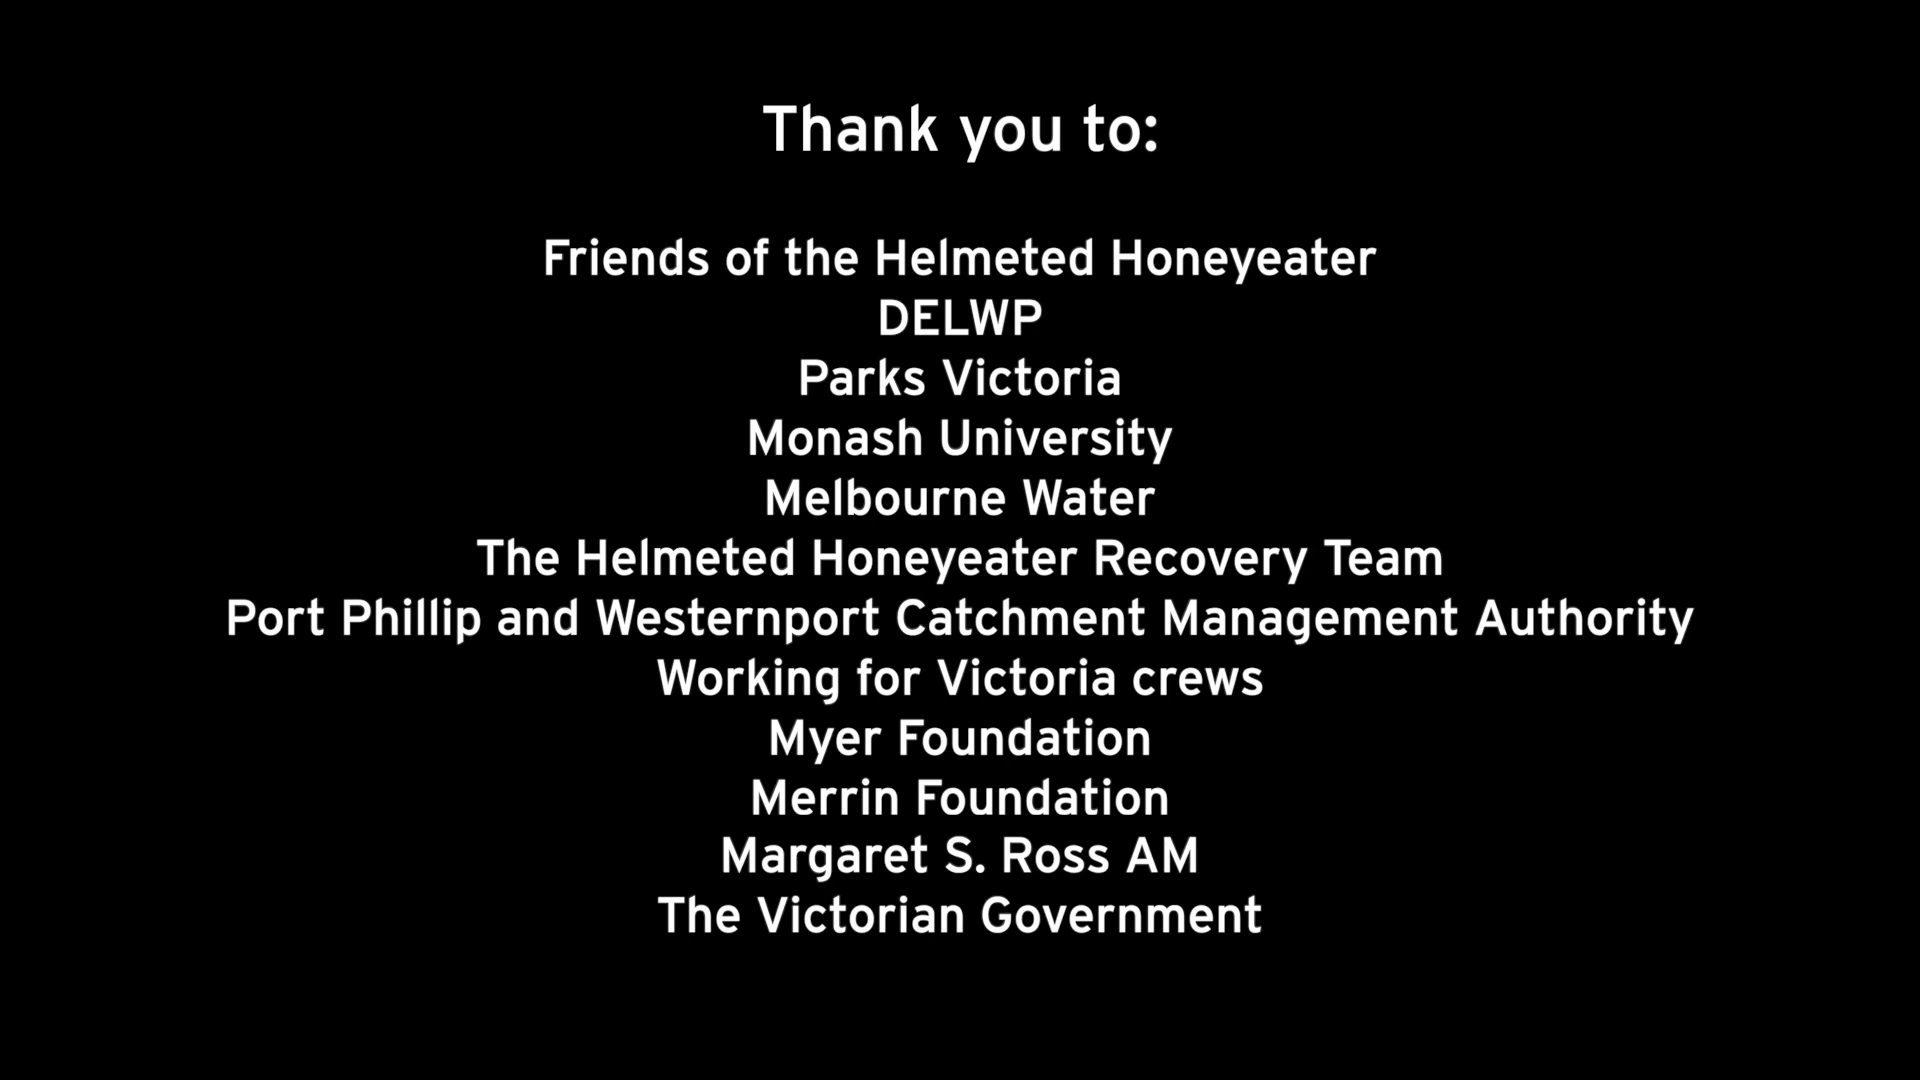 Thank you to:
Friends of the Helmeted Honeyeater
DELWP
Parks Victoria
Monash University
Melbourne Water
The Helmeted Honeyeater Recovery Team
Port Phillip and Westernport Catchment Management Authority
Working for Victoria crews
Myer Foundation
Merrin Foundation
Margaret S. Ross AM
The Victorian Government